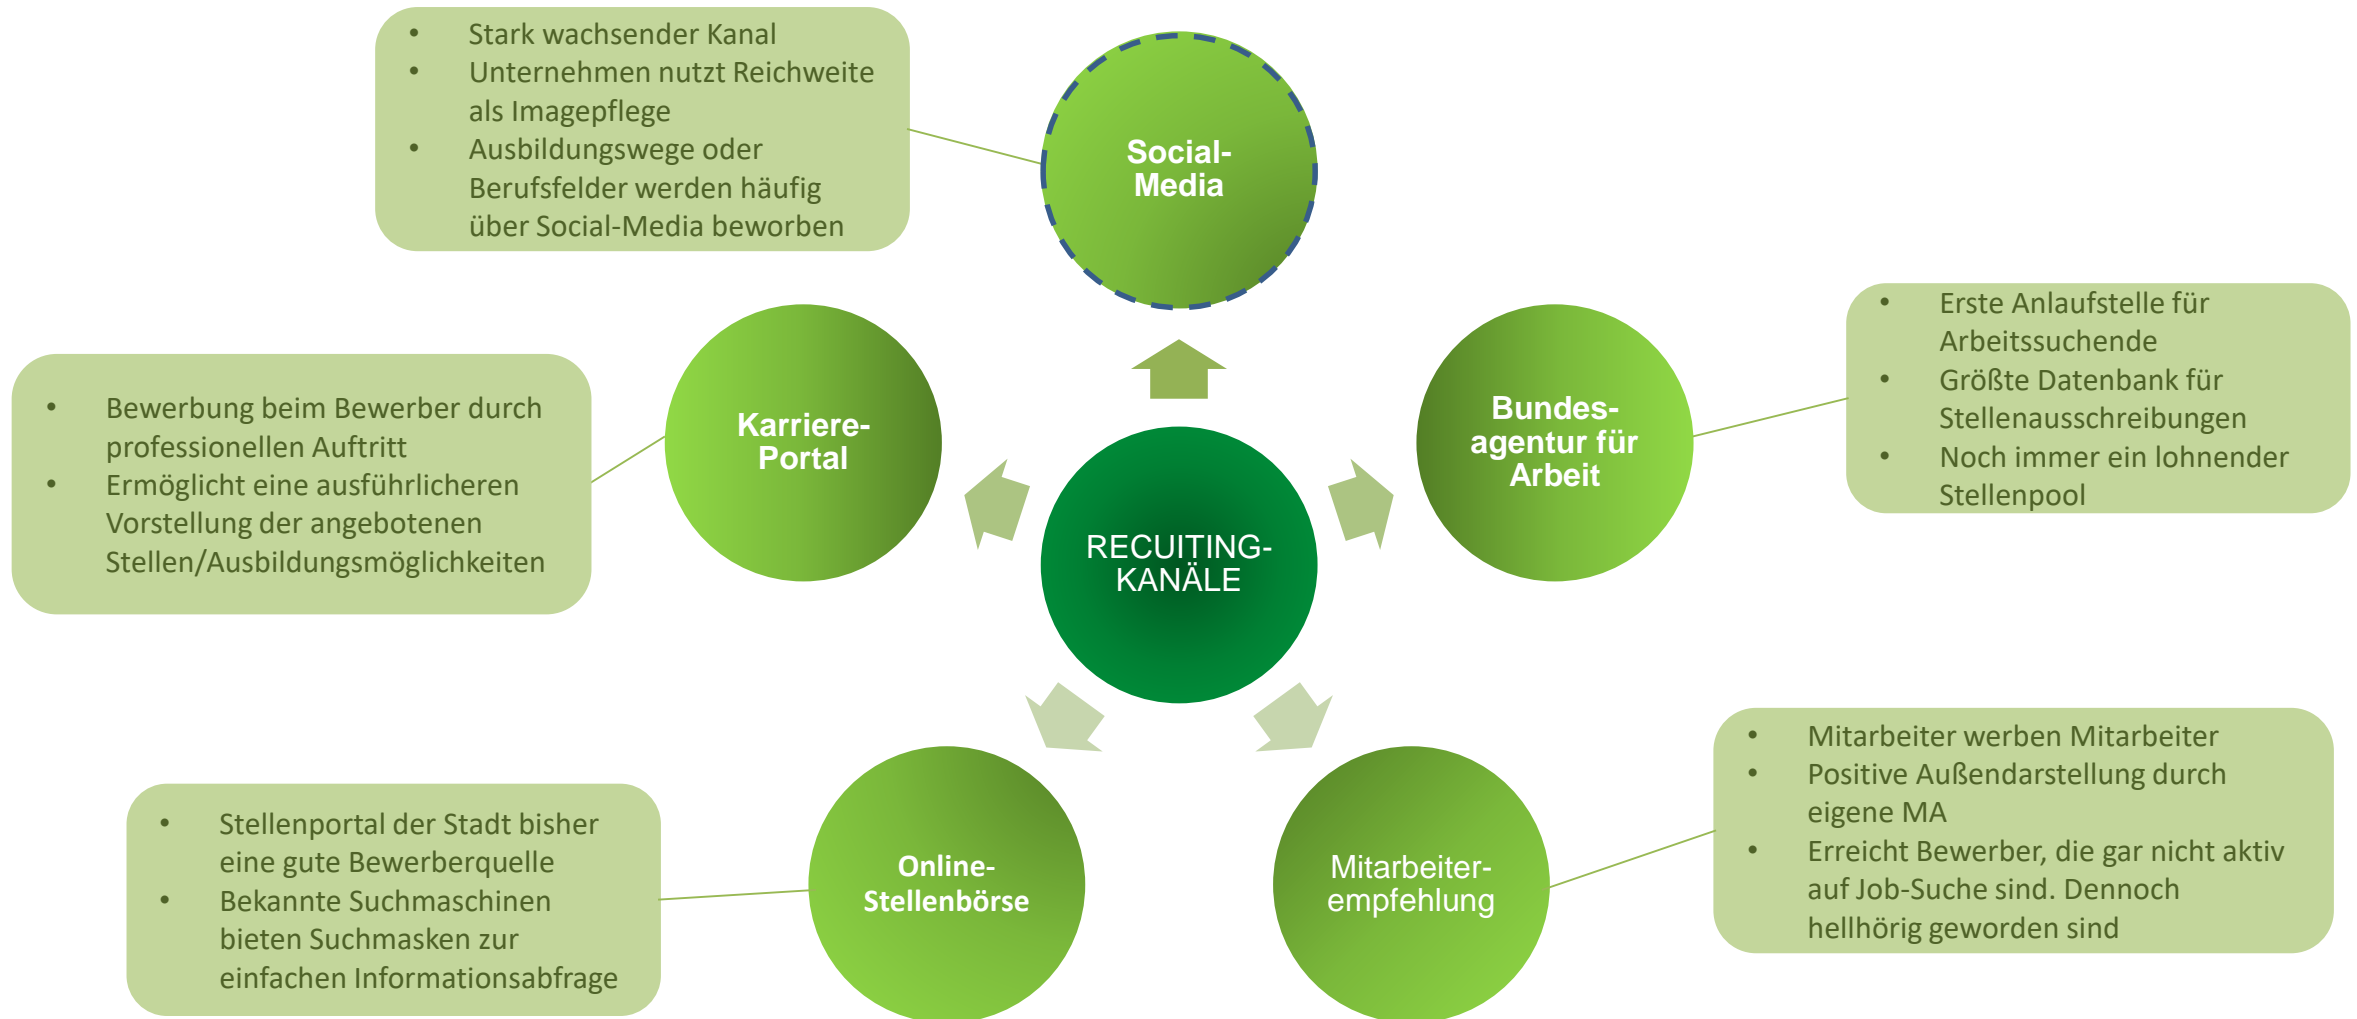 • Stark wachsender Kanal
• Unternehmen nutzt Reichweite
als Imagepflege
• Ausbildungswege oder
Berufsfelder werden häufig
über Social-Media beworben
Social-
Media
• Erste Anlaufstelle für
Arbeitssuchende
• Größte Datenbank für
Stellenausschreibungen
• Noch immer ein lohnender
Stellenpool
Bundes-
agentur für
Arbeit
Karriere-
Portal
• Bewerbung beim Bewerber durch
professionellen Auftritt
• Ermöglicht eine ausführlicheren
Vorstellung der angebotenen
Stellen/Ausbildungsmöglichkeiten
RECUITING-
KANÄLE
• Stellenportal der Stadt bisher
eine gute Bewerberquelle
• Bekannte Suchmaschinen
bieten Suchmasken zur
einfachen Informationsabfrage
Online-
Stellenbörse
Mitarbeiter-
empfehlung
• Mitarbeiter werben Mitarbeiter
• Positive Außendarstellung durch
eigene MA
• Erreicht Bewerber, die gar nicht aktiv
auf Job-Suche sind. Dennoch
hellhörig geworden sind